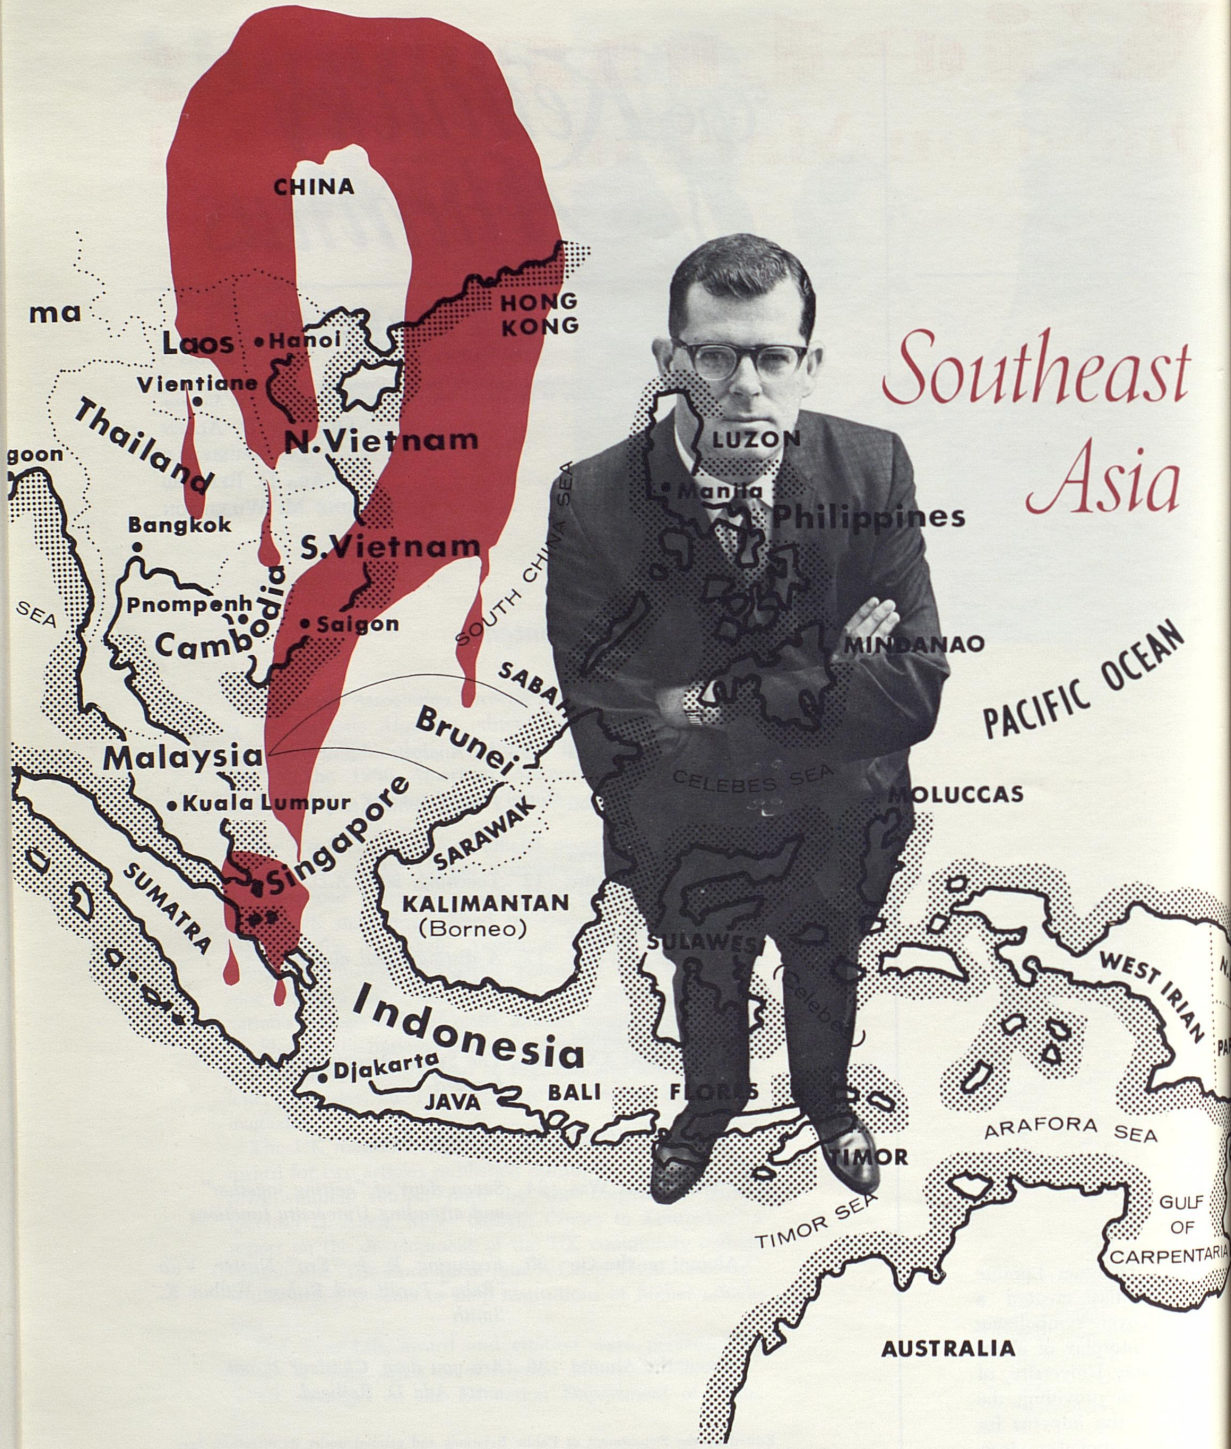 CHINA
HONG
KONG
ma
Laos
Hanoi
Southeast
Asia
Vientiane
Thailand
N.Vietnam
LUZON
goon
Manila
Philippines
Bangkok
S.Vietnam
SOUTH CHINA SEA
SEA
Pnompenh
Cambodia
Saigon
MINDANAO
PACIFIC OCEAN
SABAH
Brunei
Malaysia
CELEBES SEA
MOLUCCAS
Kuala Lumpur
Singapore
SARAWAK
SUMATRA
KALIMANTAN
(Borneo)
SULAWESI
(Celebes)
WEST IRIAN
N
PA
Indonesia
Djakarta
JAVA
BALI
FLORES
ARAFORA SEA
TIMOR
TIMOR SEA
GULF
OF
CARPENTARIA
AUSTRALIA